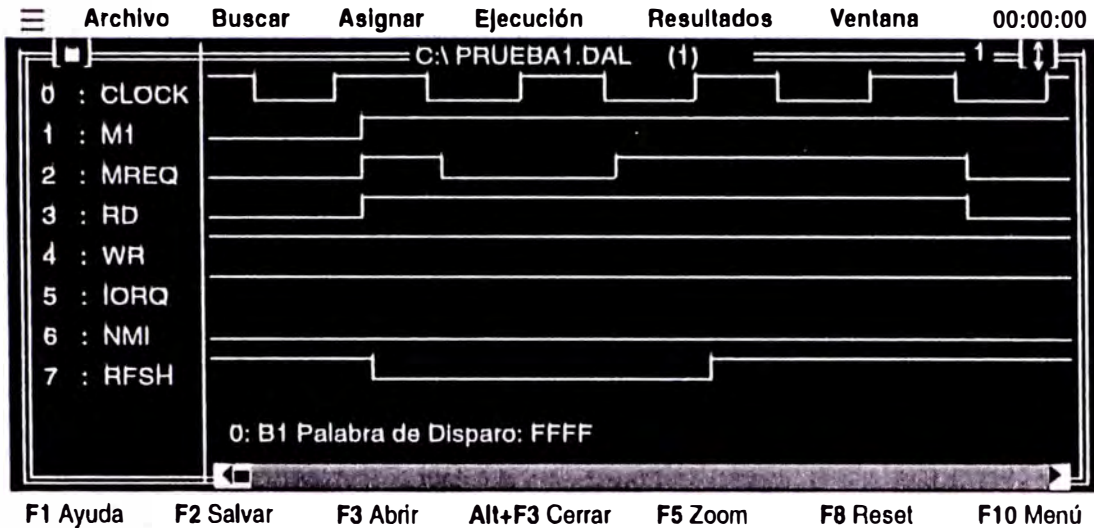 ☰ Archivo Buscar Asignar Ejecución Resultados Ventana 00:00:00
C:\ PRUEBA1.DAL (1) 1
0 : CLOCK
1 : M1
2 : MREQ
3 : RD
4 : WR
5 : IORQ
6 : NMI
7 : RFSH
0: B1 Palabra de Disparo: FFFF
F1 Ayuda F2 Salvar F3 Abrir Alt+F3 Cerrar F5 Zoom F8 Reset F10 Menú